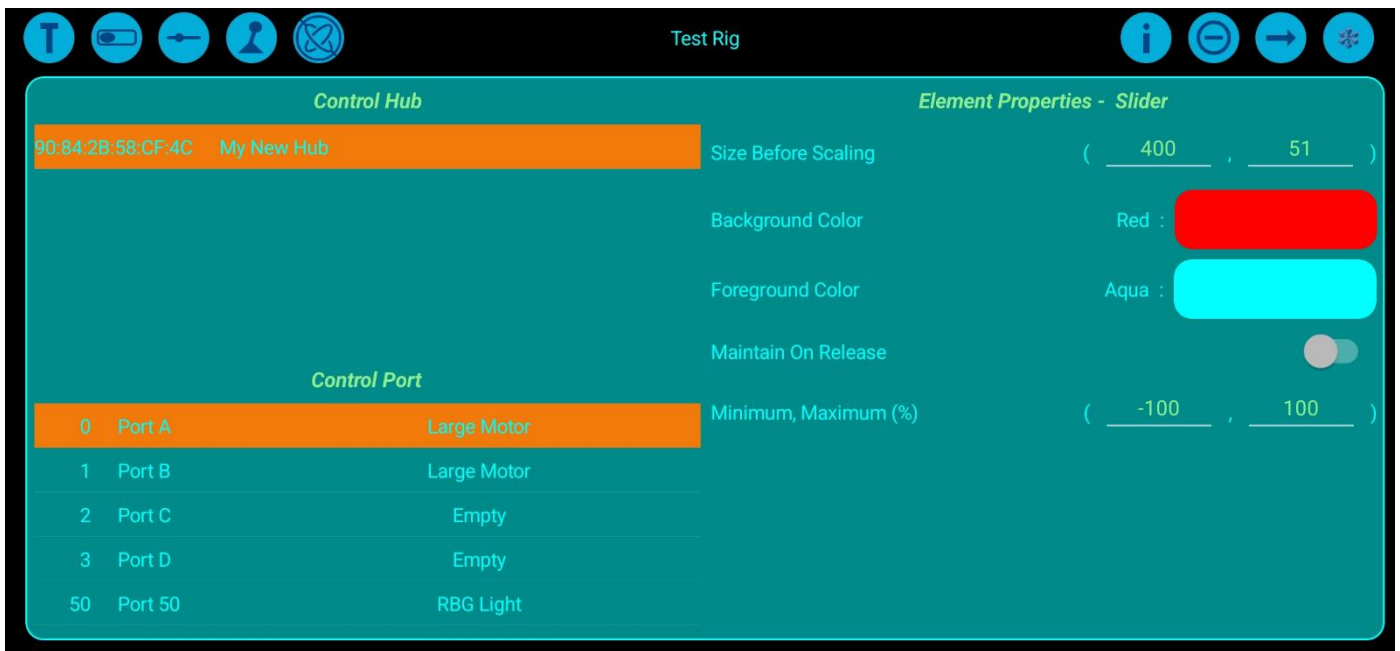 T
Test Rig
i
Control Hub
90:84:2B:58:CF:4C My New Hub
Control Port
0 Port A Large Motor
1 Port B Large Motor
2 Port C Empty
3 Port D Empty
50 Port 50 RBG Light
Element Properties - Slider
Size Before Scaling ( 400 , 51 )
Background Color Red :
Foreground Color Aqua :
Maintain On Release
Minimum, Maximum (%) ( -100 , 100 )